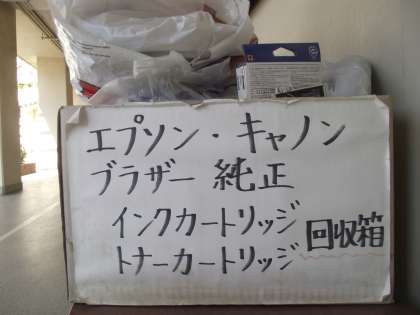 エプソン・キャノン
ブラザー 純正
インクカートリッジ
トナーカートリッジ
回収箱